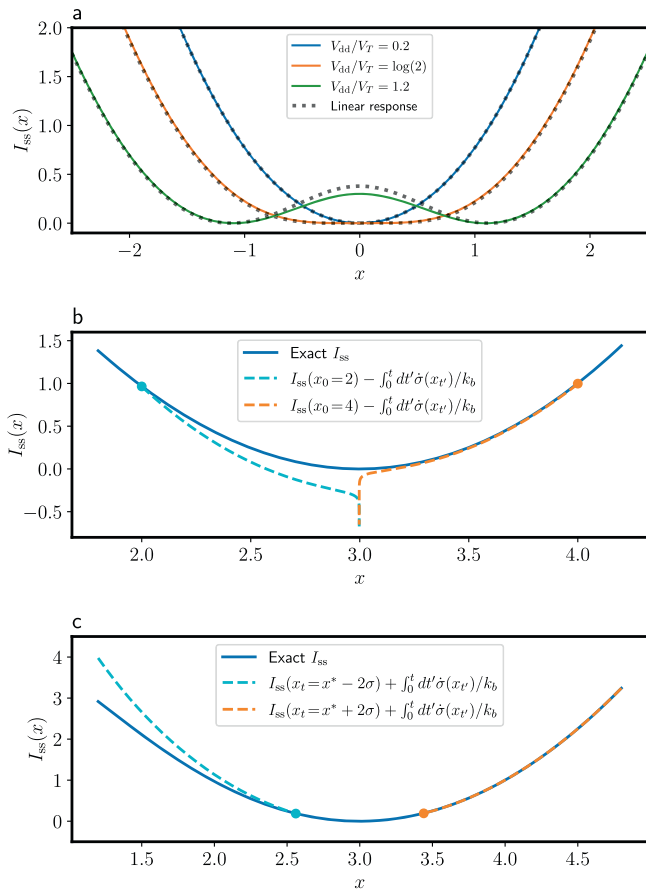 a
2.0
1.5
1.0
0.5
0.0
I_ss(x)
V_dd/V_T = 0.2
V_dd/V_T = log(2)
V_dd/V_T = 1.2
Linear response
−2 −1 0 1 2
x
b
1.5
1.0
0.5
0.0
−0.5
I_ss(x)
Exact I_ss
I_ss(x_0=2) − ∫_0^t dt′σ̇(x_t′)/k_b
I_ss(x_0=4) − ∫_0^t dt′σ̇(x_t′)/k_b
2.0 2.5 3.0 3.5 4.0
x
c
4
3
2
1
0
I_ss(x)
Exact I_ss
I_ss(x_t=x* − 2σ) + ∫_0^t dt′σ̇(x_t′)/k_b
I_ss(x_t=x* + 2σ) + ∫_0^t dt′σ̇(x_t′)/k_b
1.5 2.0 2.5 3.0 3.5 4.0 4.5
x